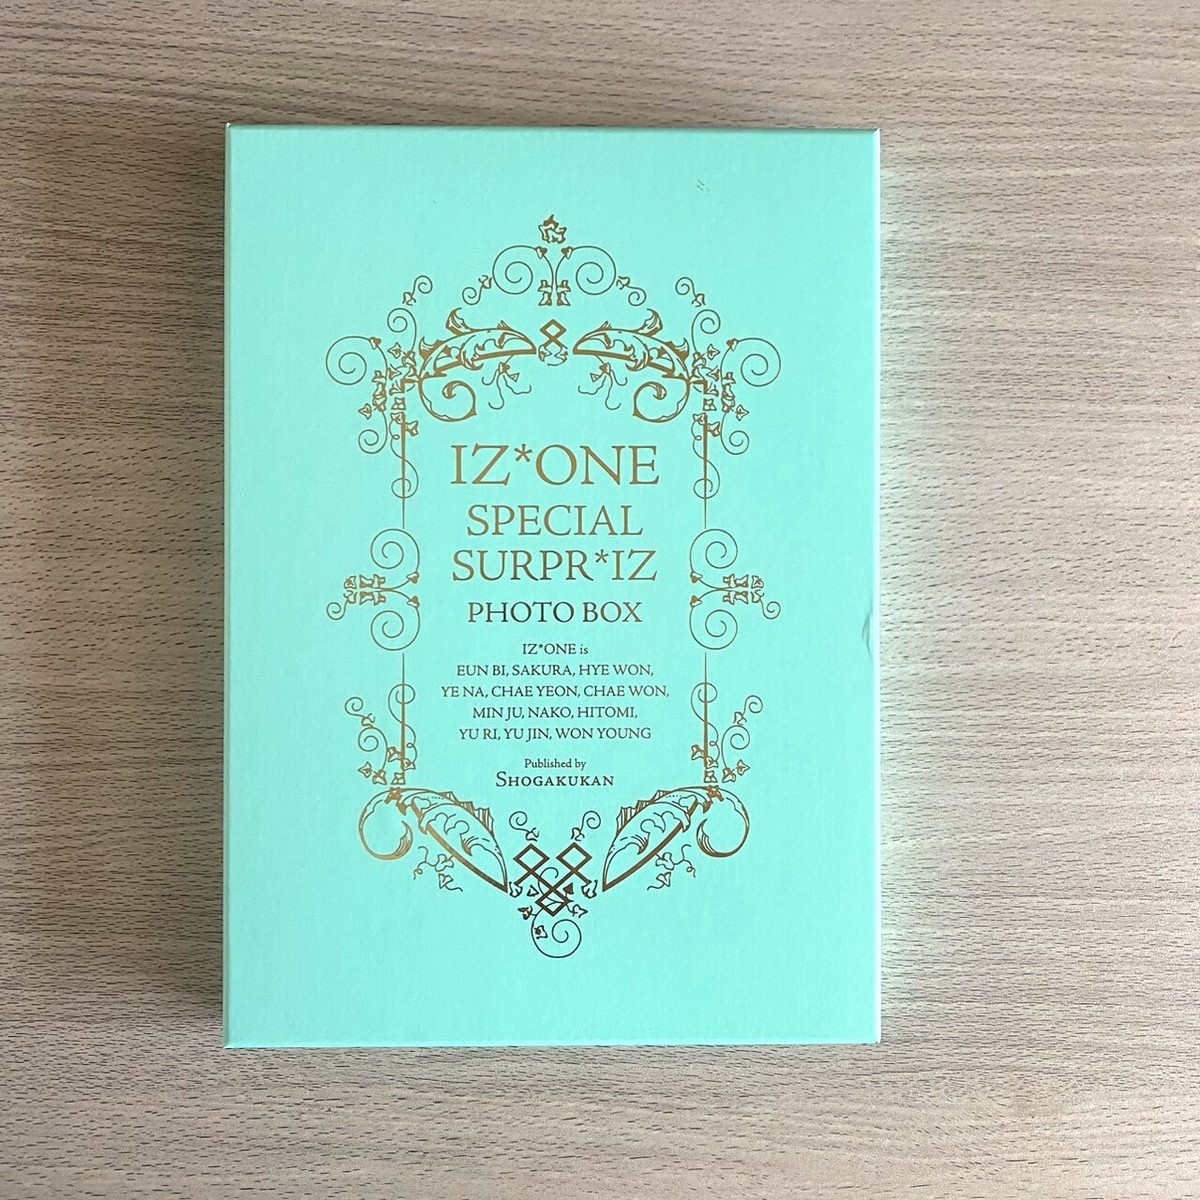 IZ*ONE
SPECIAL
SURPR*IZ
PHOTO BOX
IZ*ONE is
EUN BI, SAKURA, HYE WON,
YE NA, CHAE YEON, CHAE WON,
MIN JU, NAKO, HITOMI,
YU RI, YU JIN, WON YOUNG
Published by
SHOGAKUKAN